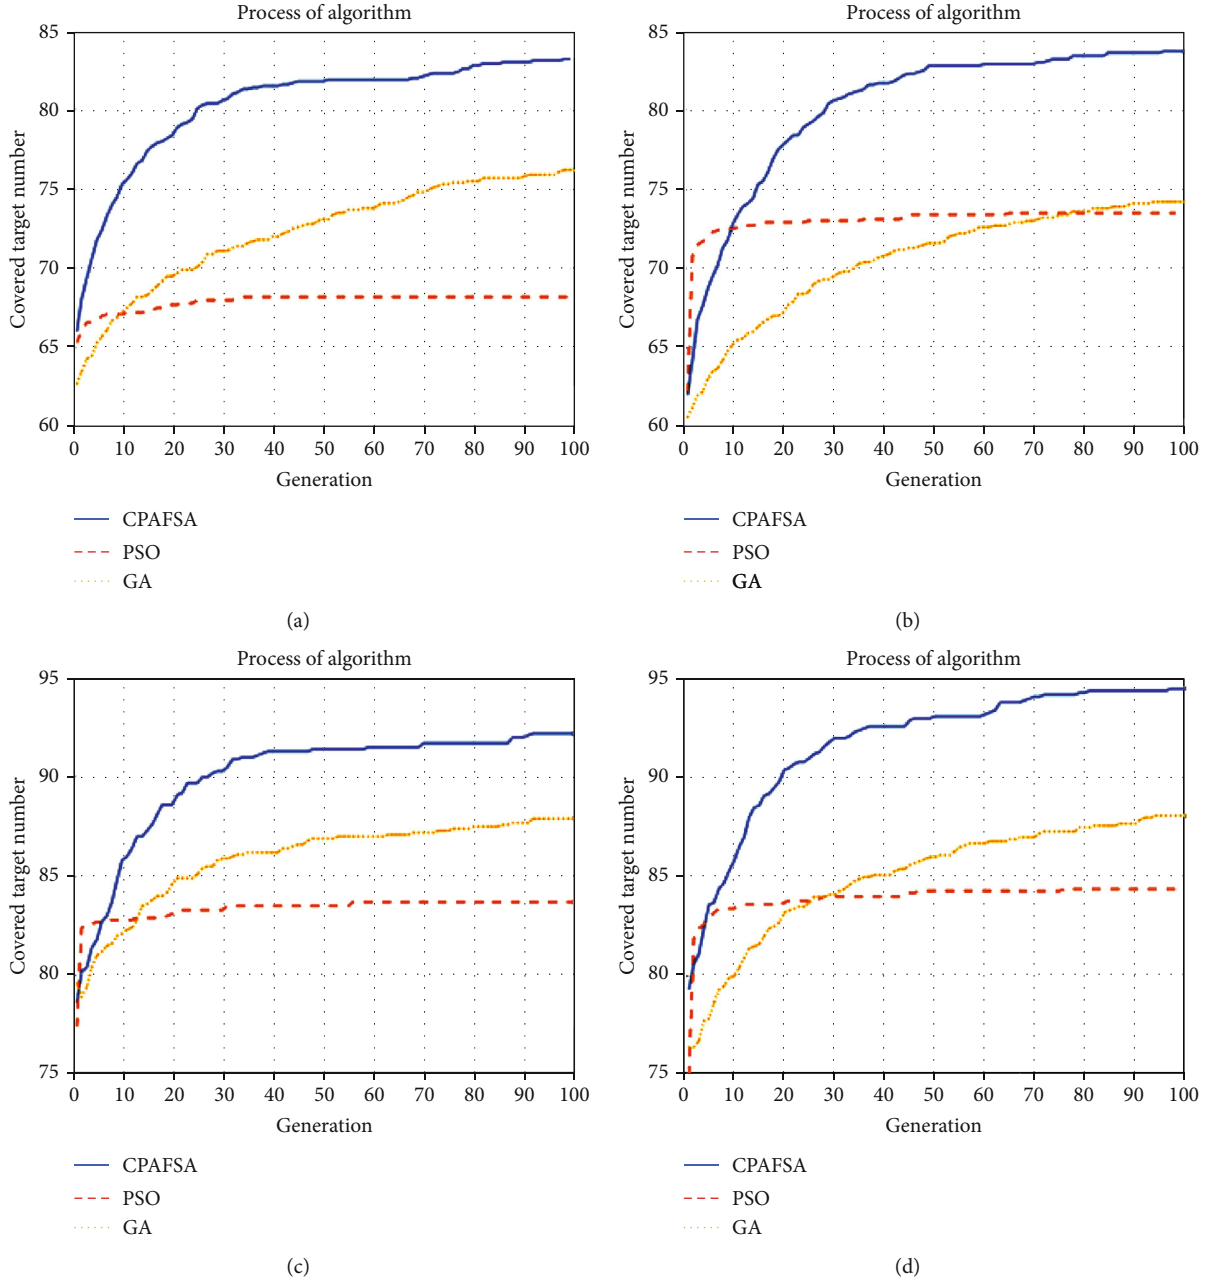 Process of algorithm
85
80
75
70
65
60
Covered target number
0 10 20 30 40 50 60 70 80 90 100
Generation
CPAFSA
PSO
GA
(a)
Process of algorithm
85
80
75
70
65
60
Covered target number
0 10 20 30 40 50 60 70 80 90 100
Generation
CPAFSA
PSO
GA
(b)
Process of algorithm
95
90
85
80
75
Covered target number
0 10 20 30 40 50 60 70 80 90 100
Generation
CPAFSA
PSO
GA
(c)
Process of algorithm
95
90
85
80
75
Covered target number
0 10 20 30 40 50 60 70 80 90 100
Generation
CPAFSA
PSO
GA
(d)